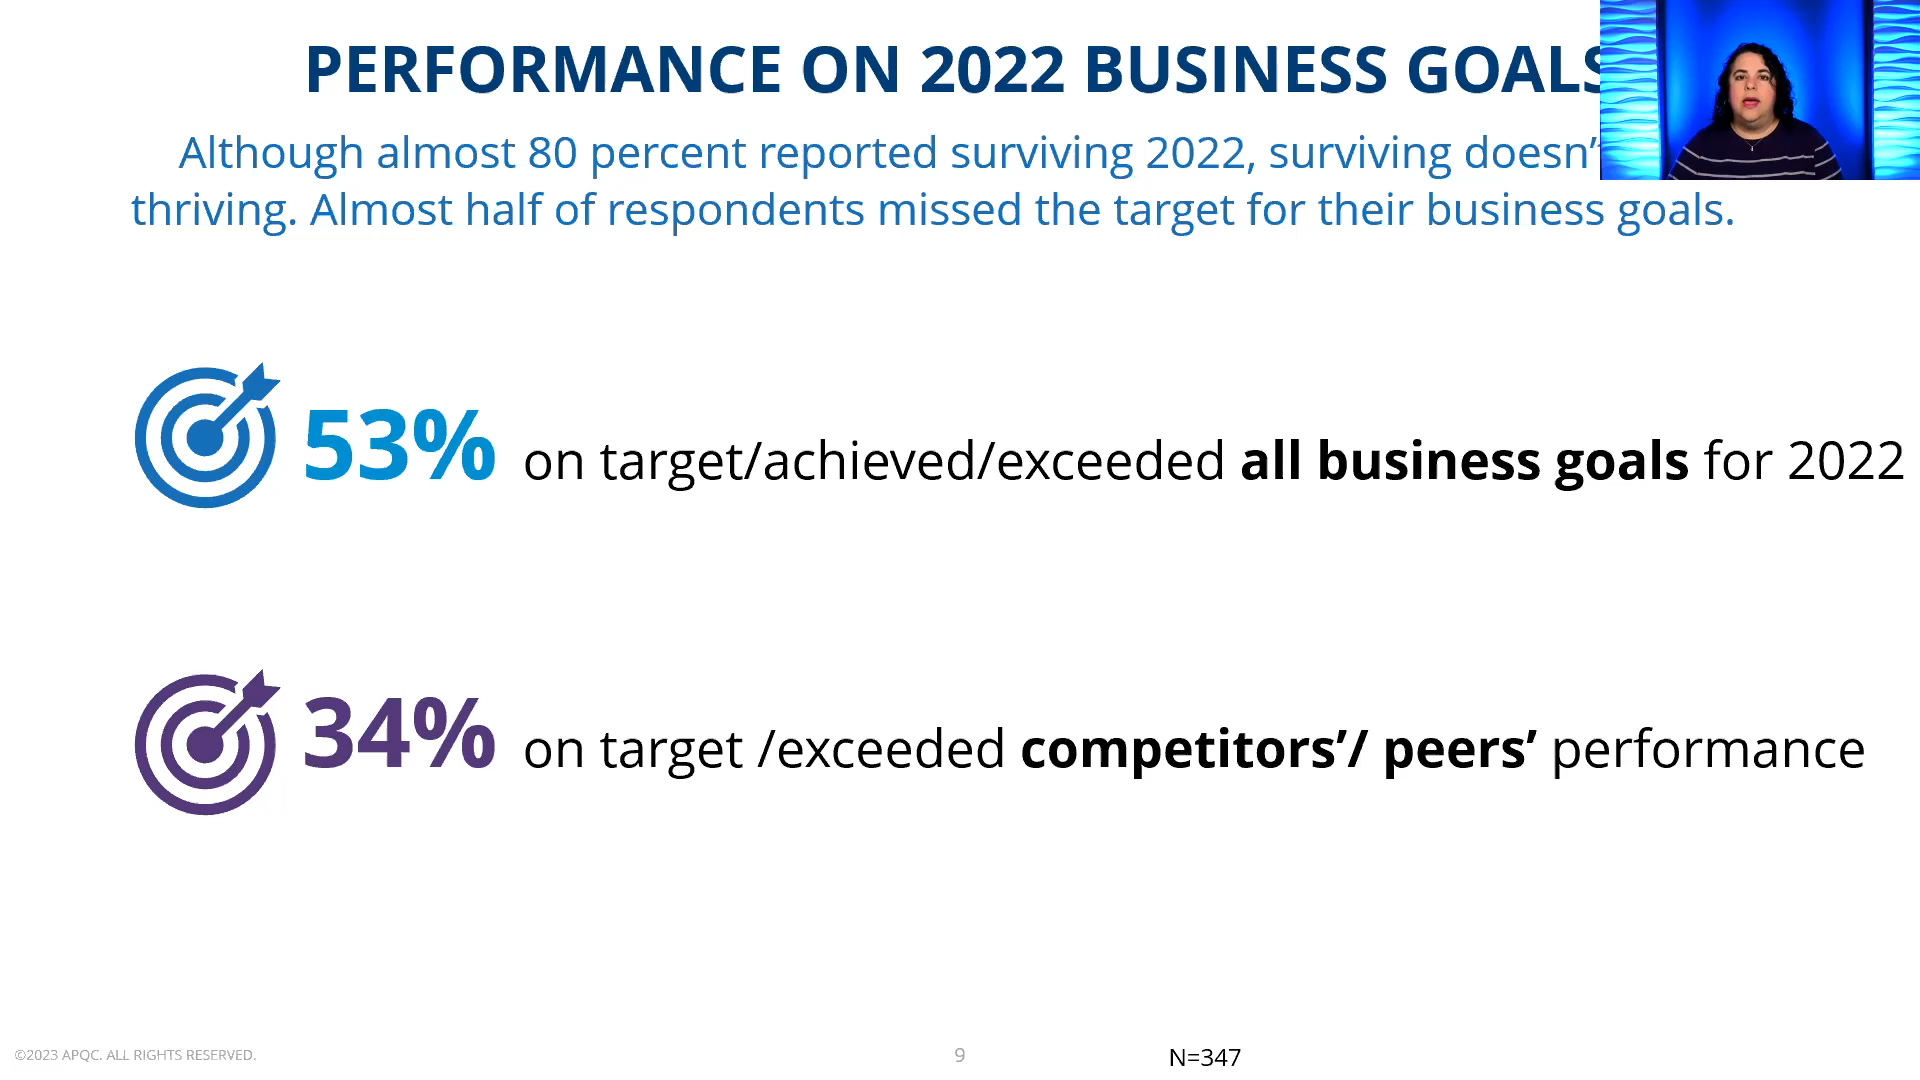 PERFORMANCE ON 2022 BUSINESS GOALS
Although almost 80 percent reported surviving 2022, surviving doesn’
thriving. Almost half of respondents missed the target for their business goals.
53% on target/achieved/exceeded all business goals for 2022
34% on target /exceeded competitors’/ peers’ performance
©2023 APQC. ALL RIGHTS RESERVED.
9
N=347